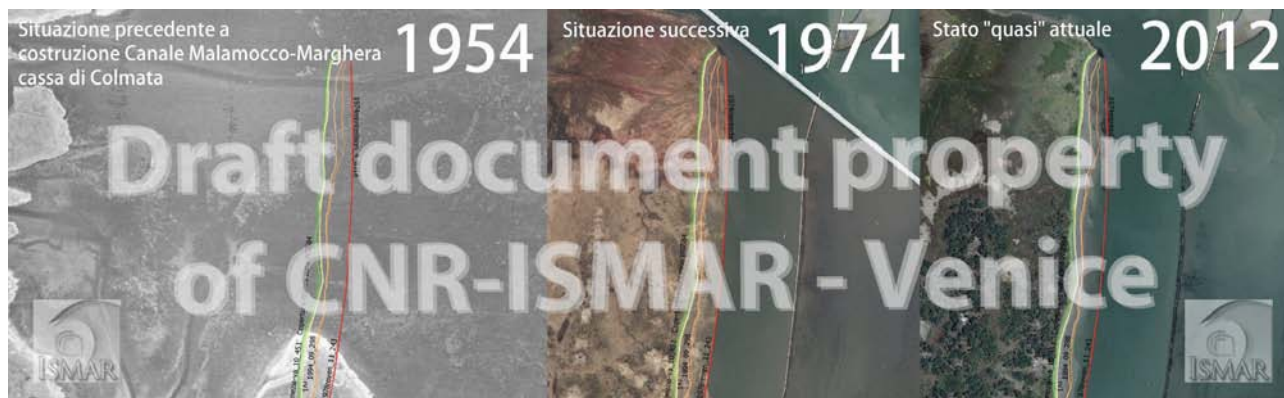 Situazione precedente a
costruzione Canale Malamocco-Marghera
cassa di Colmata
1954
Situazione successiva
1974
Stato "quasi" attuale
2012
Draft document property
of CNR-ISMAR - Venice
ISMAR
ISMAR